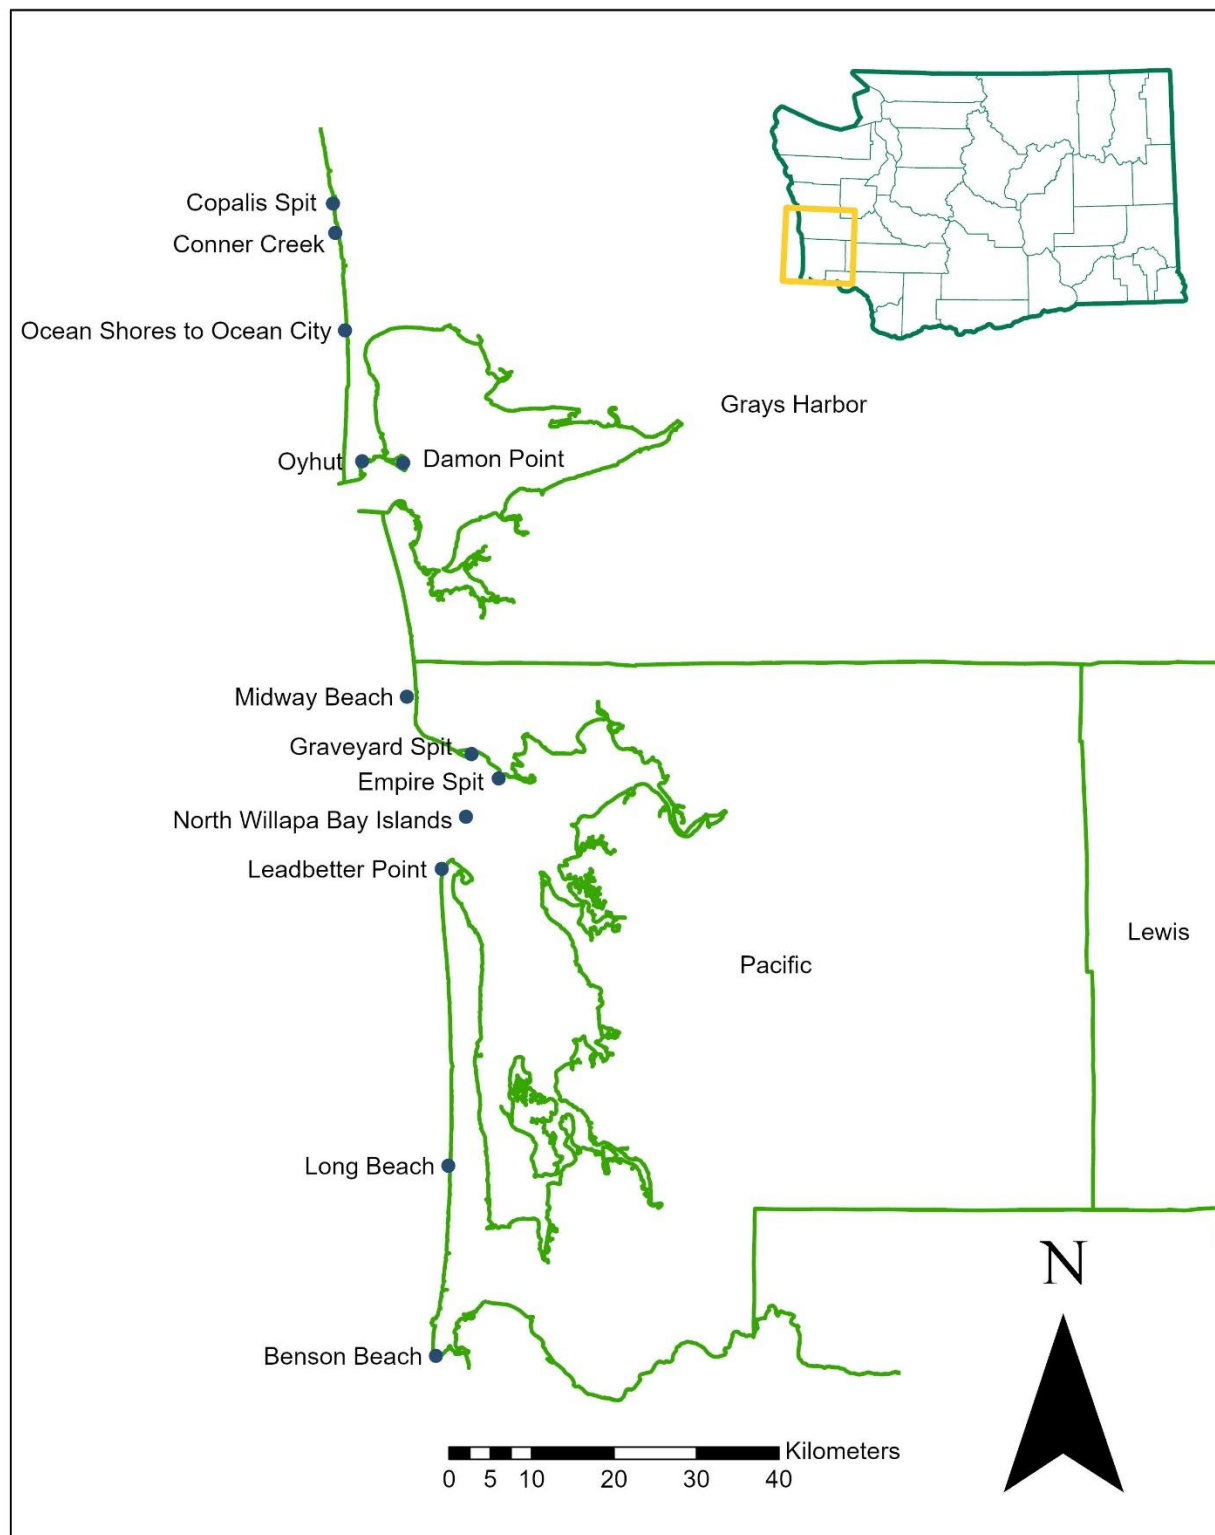 Copalis Spit
Conner Creek
Ocean Shores to Ocean City
Grays Harbor
Oyhut
Damon Point
Midway Beach
Graveyard Spit
Empire Spit
North Willapa Bay Islands
Leadbetter Point
Lewis
Pacific
Long Beach
N
Benson Beach
Kilometers
0 5 10 20 30 40